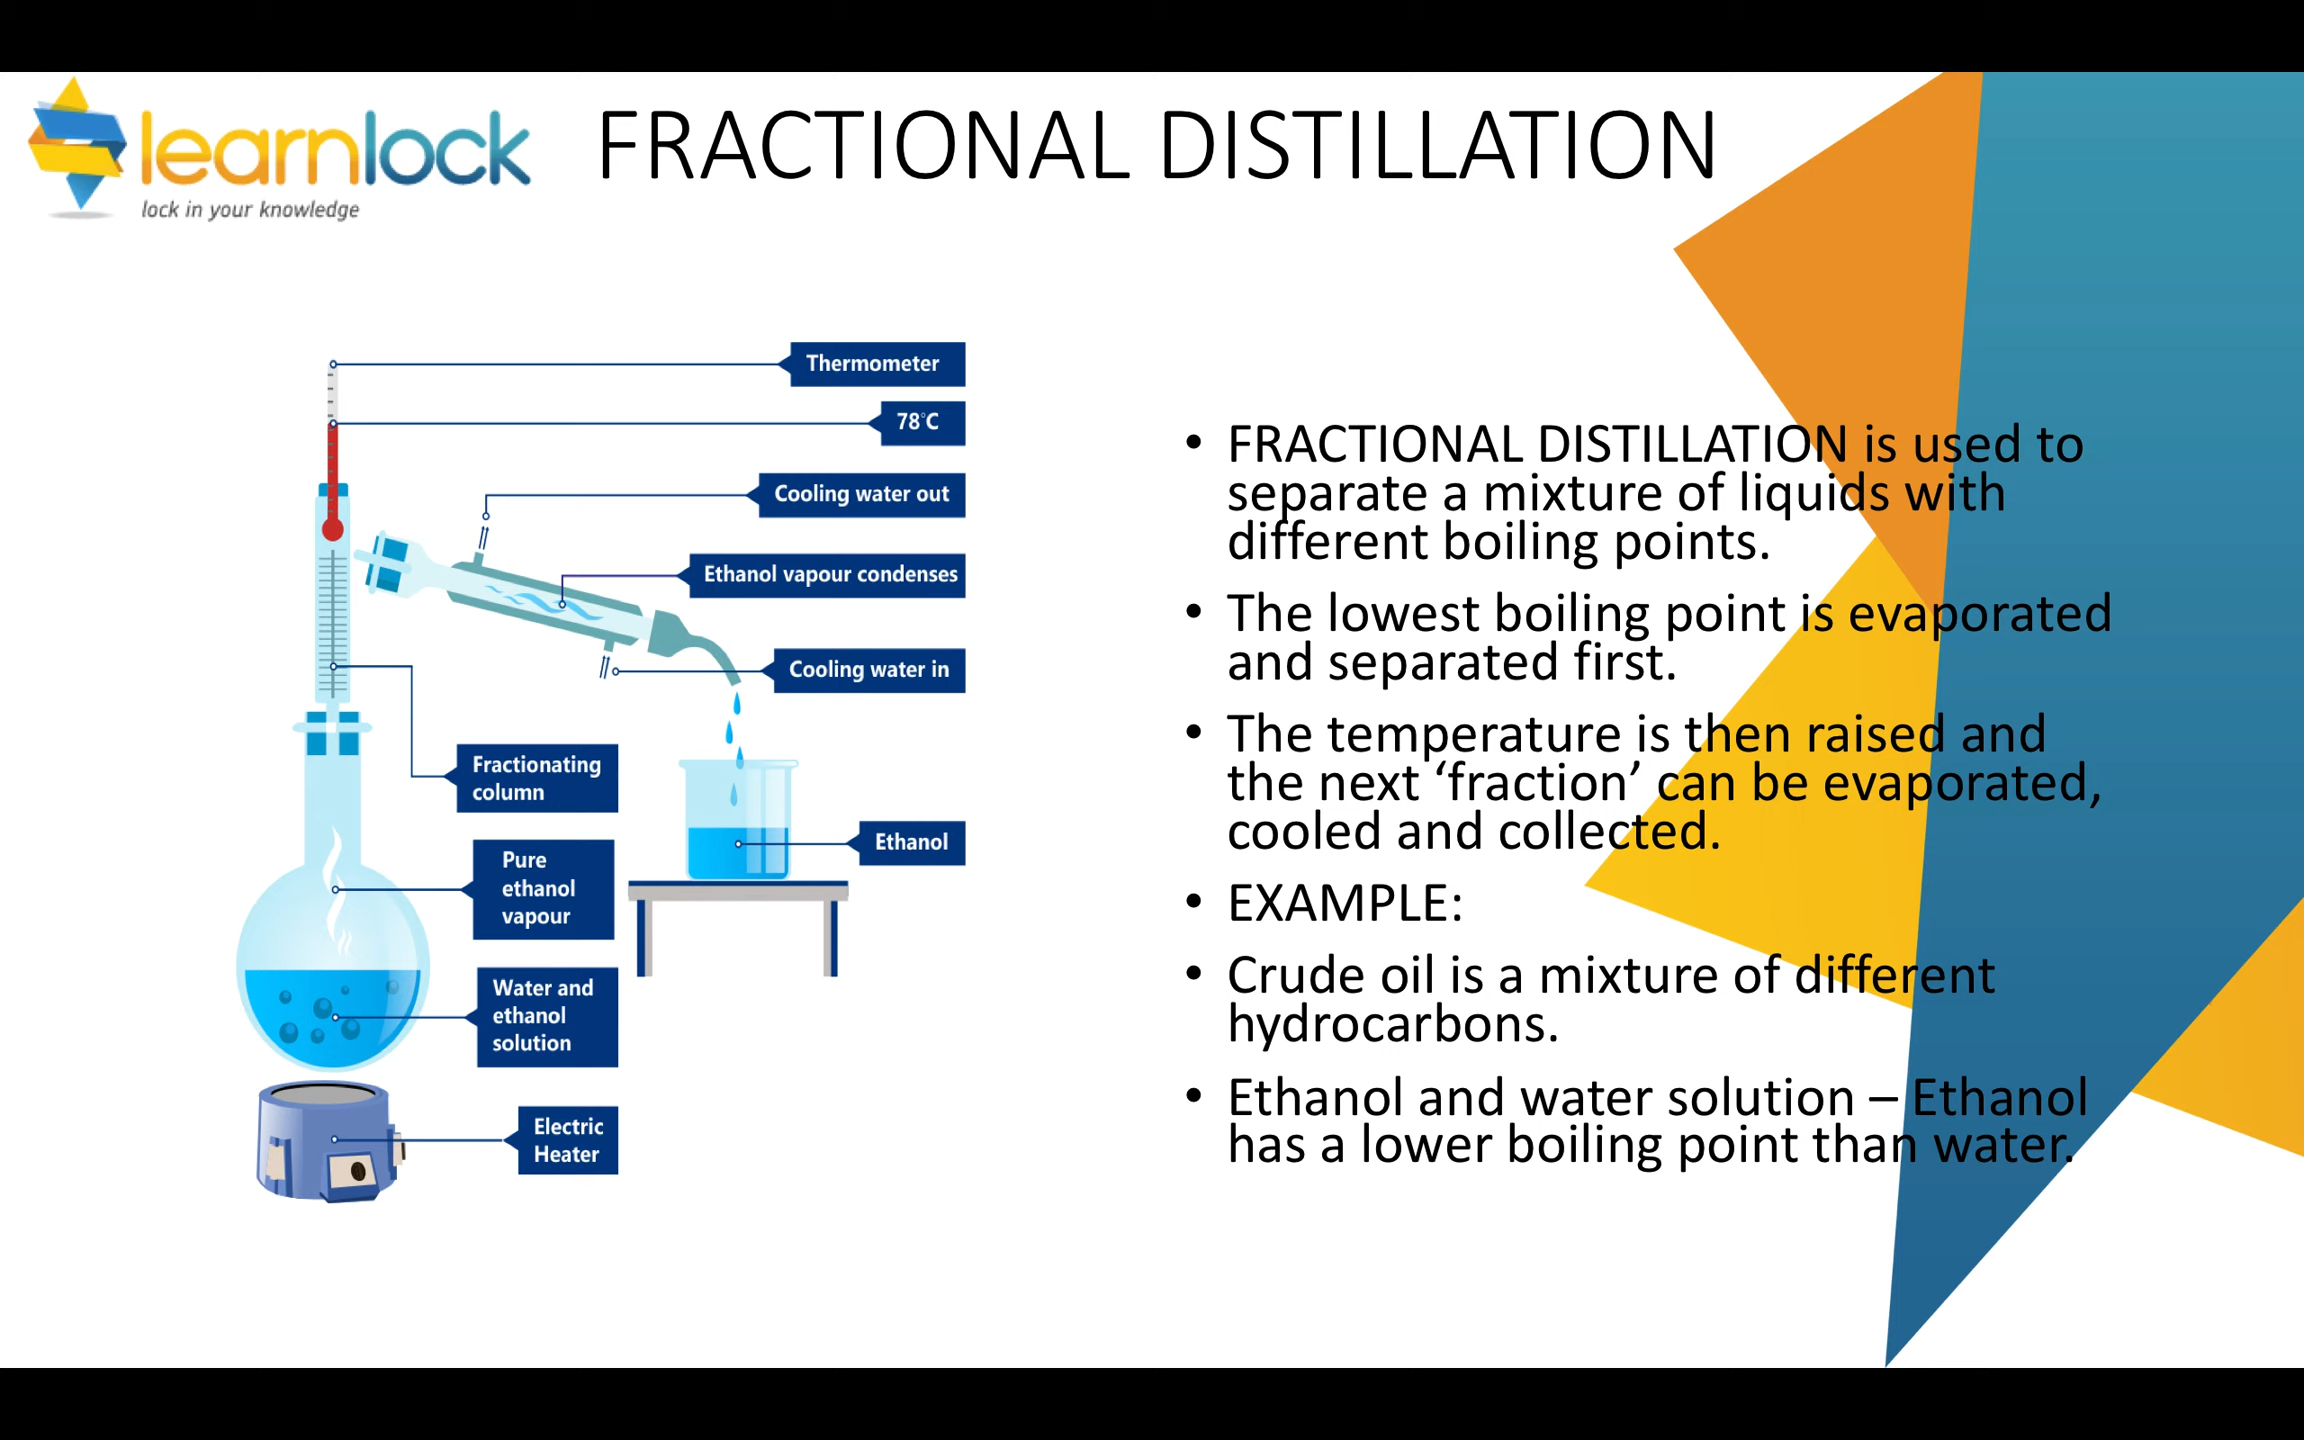 learnlock
lock in your knowledge
FRACTIONAL DISTILLATION
Thermometer
78°C
Cooling water out
Ethanol vapour condenses
Cooling water in
Fractionating
column
Pure
ethanol
vapour
Ethanol
Water and
ethanol
solution
Electric
Heater
• FRACTIONAL DISTILLATION is used to
separate a mixture of liquids with
different boiling points.
• The lowest boiling point is evaporated
and separated first.
• The temperature is then raised and
the next ‘fraction’ can be evaporated,
cooled and collected.
• EXAMPLE:
• Crude oil is a mixture of different
hydrocarbons.
• Ethanol and water solution – Ethanol
has a lower boiling point than water.